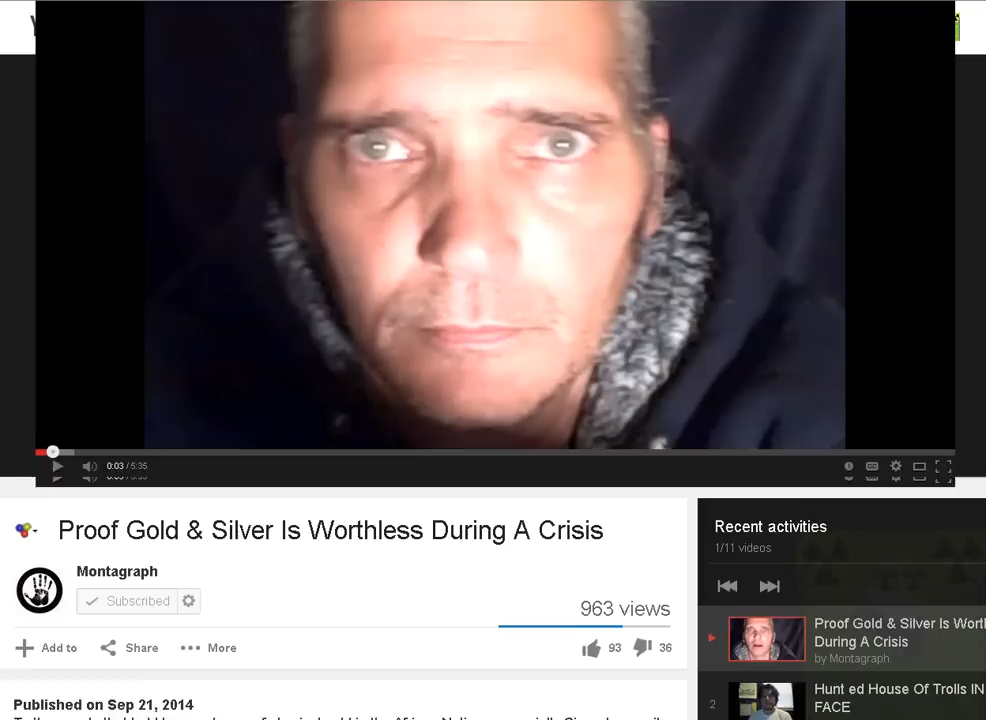 0:03 / 5:35
Proof Gold & Silver Is Worthless During A Crisis
Montagraph
Subscribed
963 views
Add to
Share
More
93
36
Published on Sep 21, 2014
Recent activities
1/11 videos
Proof Gold & Silver Is Worth
During A Crisis
by Montagraph
2
Hunt ed House Of Trolls IN
FACE